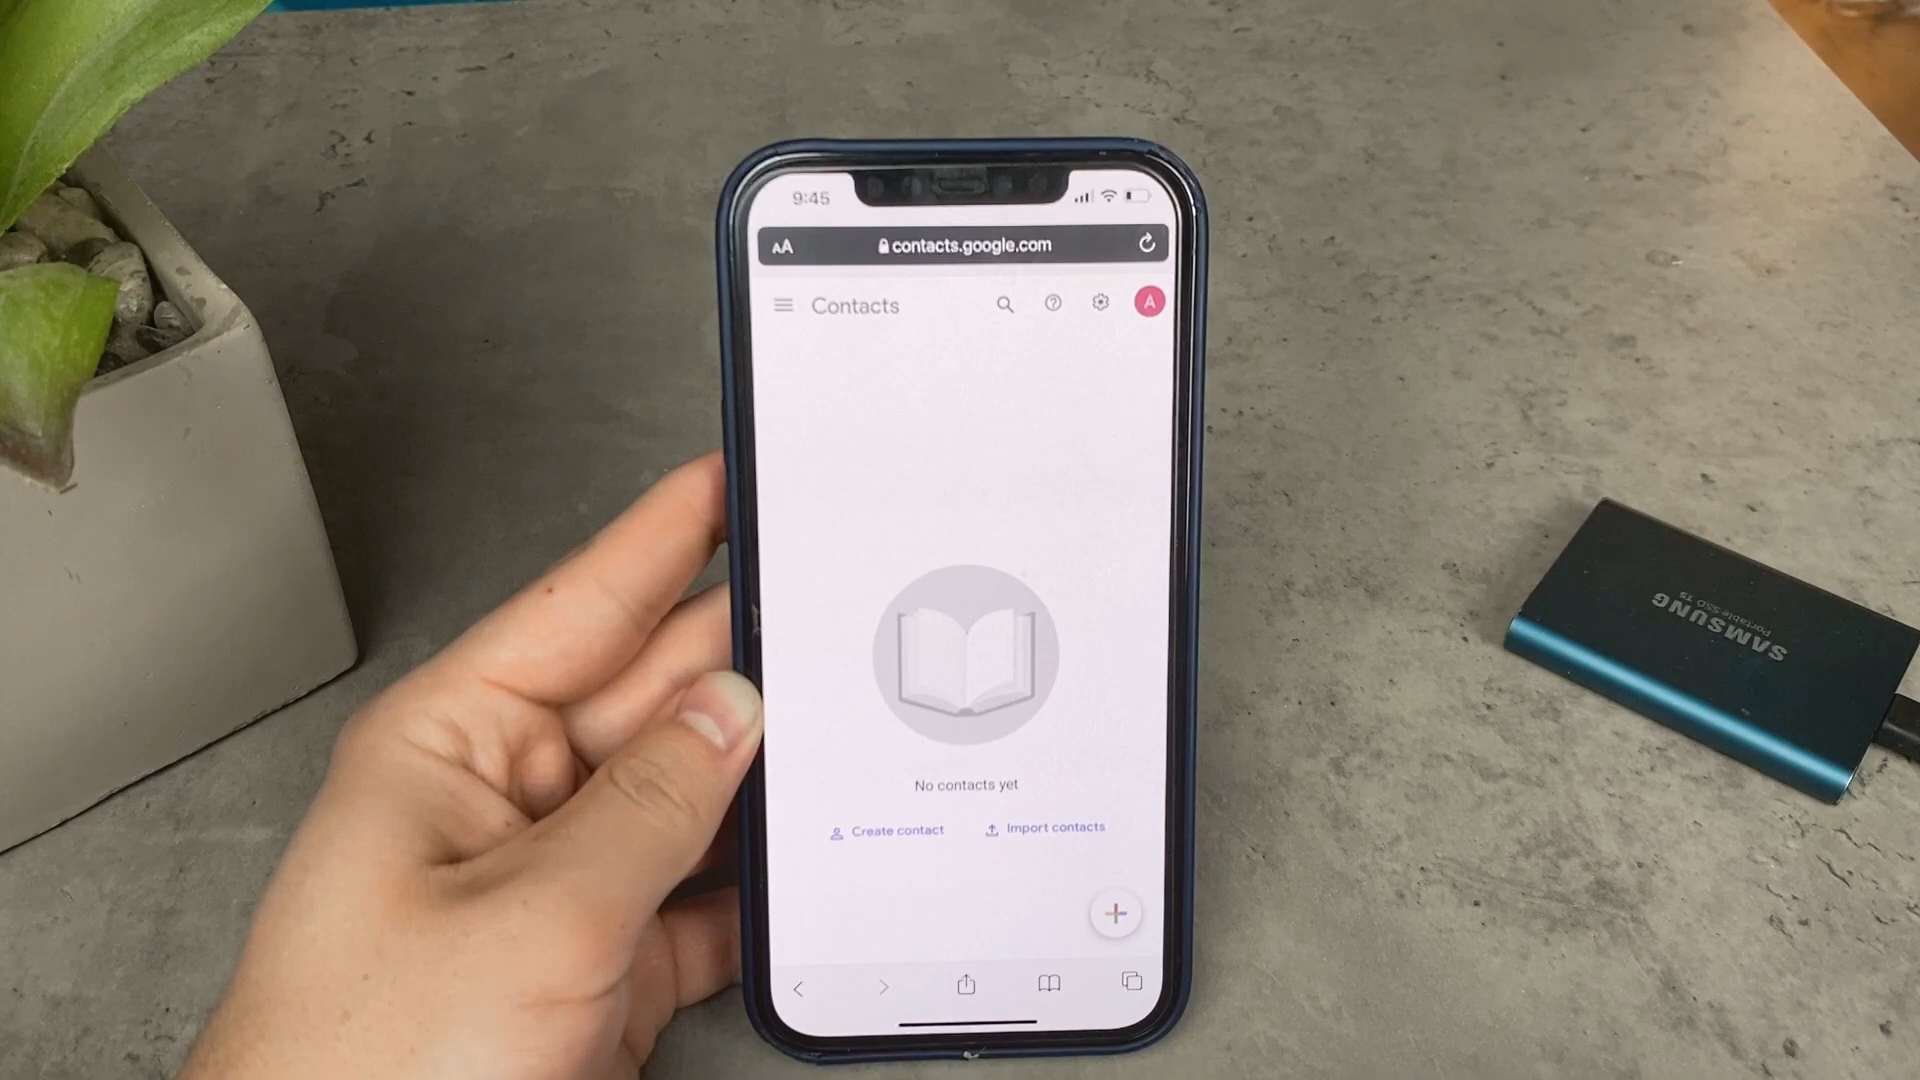 9:45
AA contacts.google.com
Contacts
A
No contacts yet
Create contact
Import contacts
SAMSUNG
Portable SSD T5